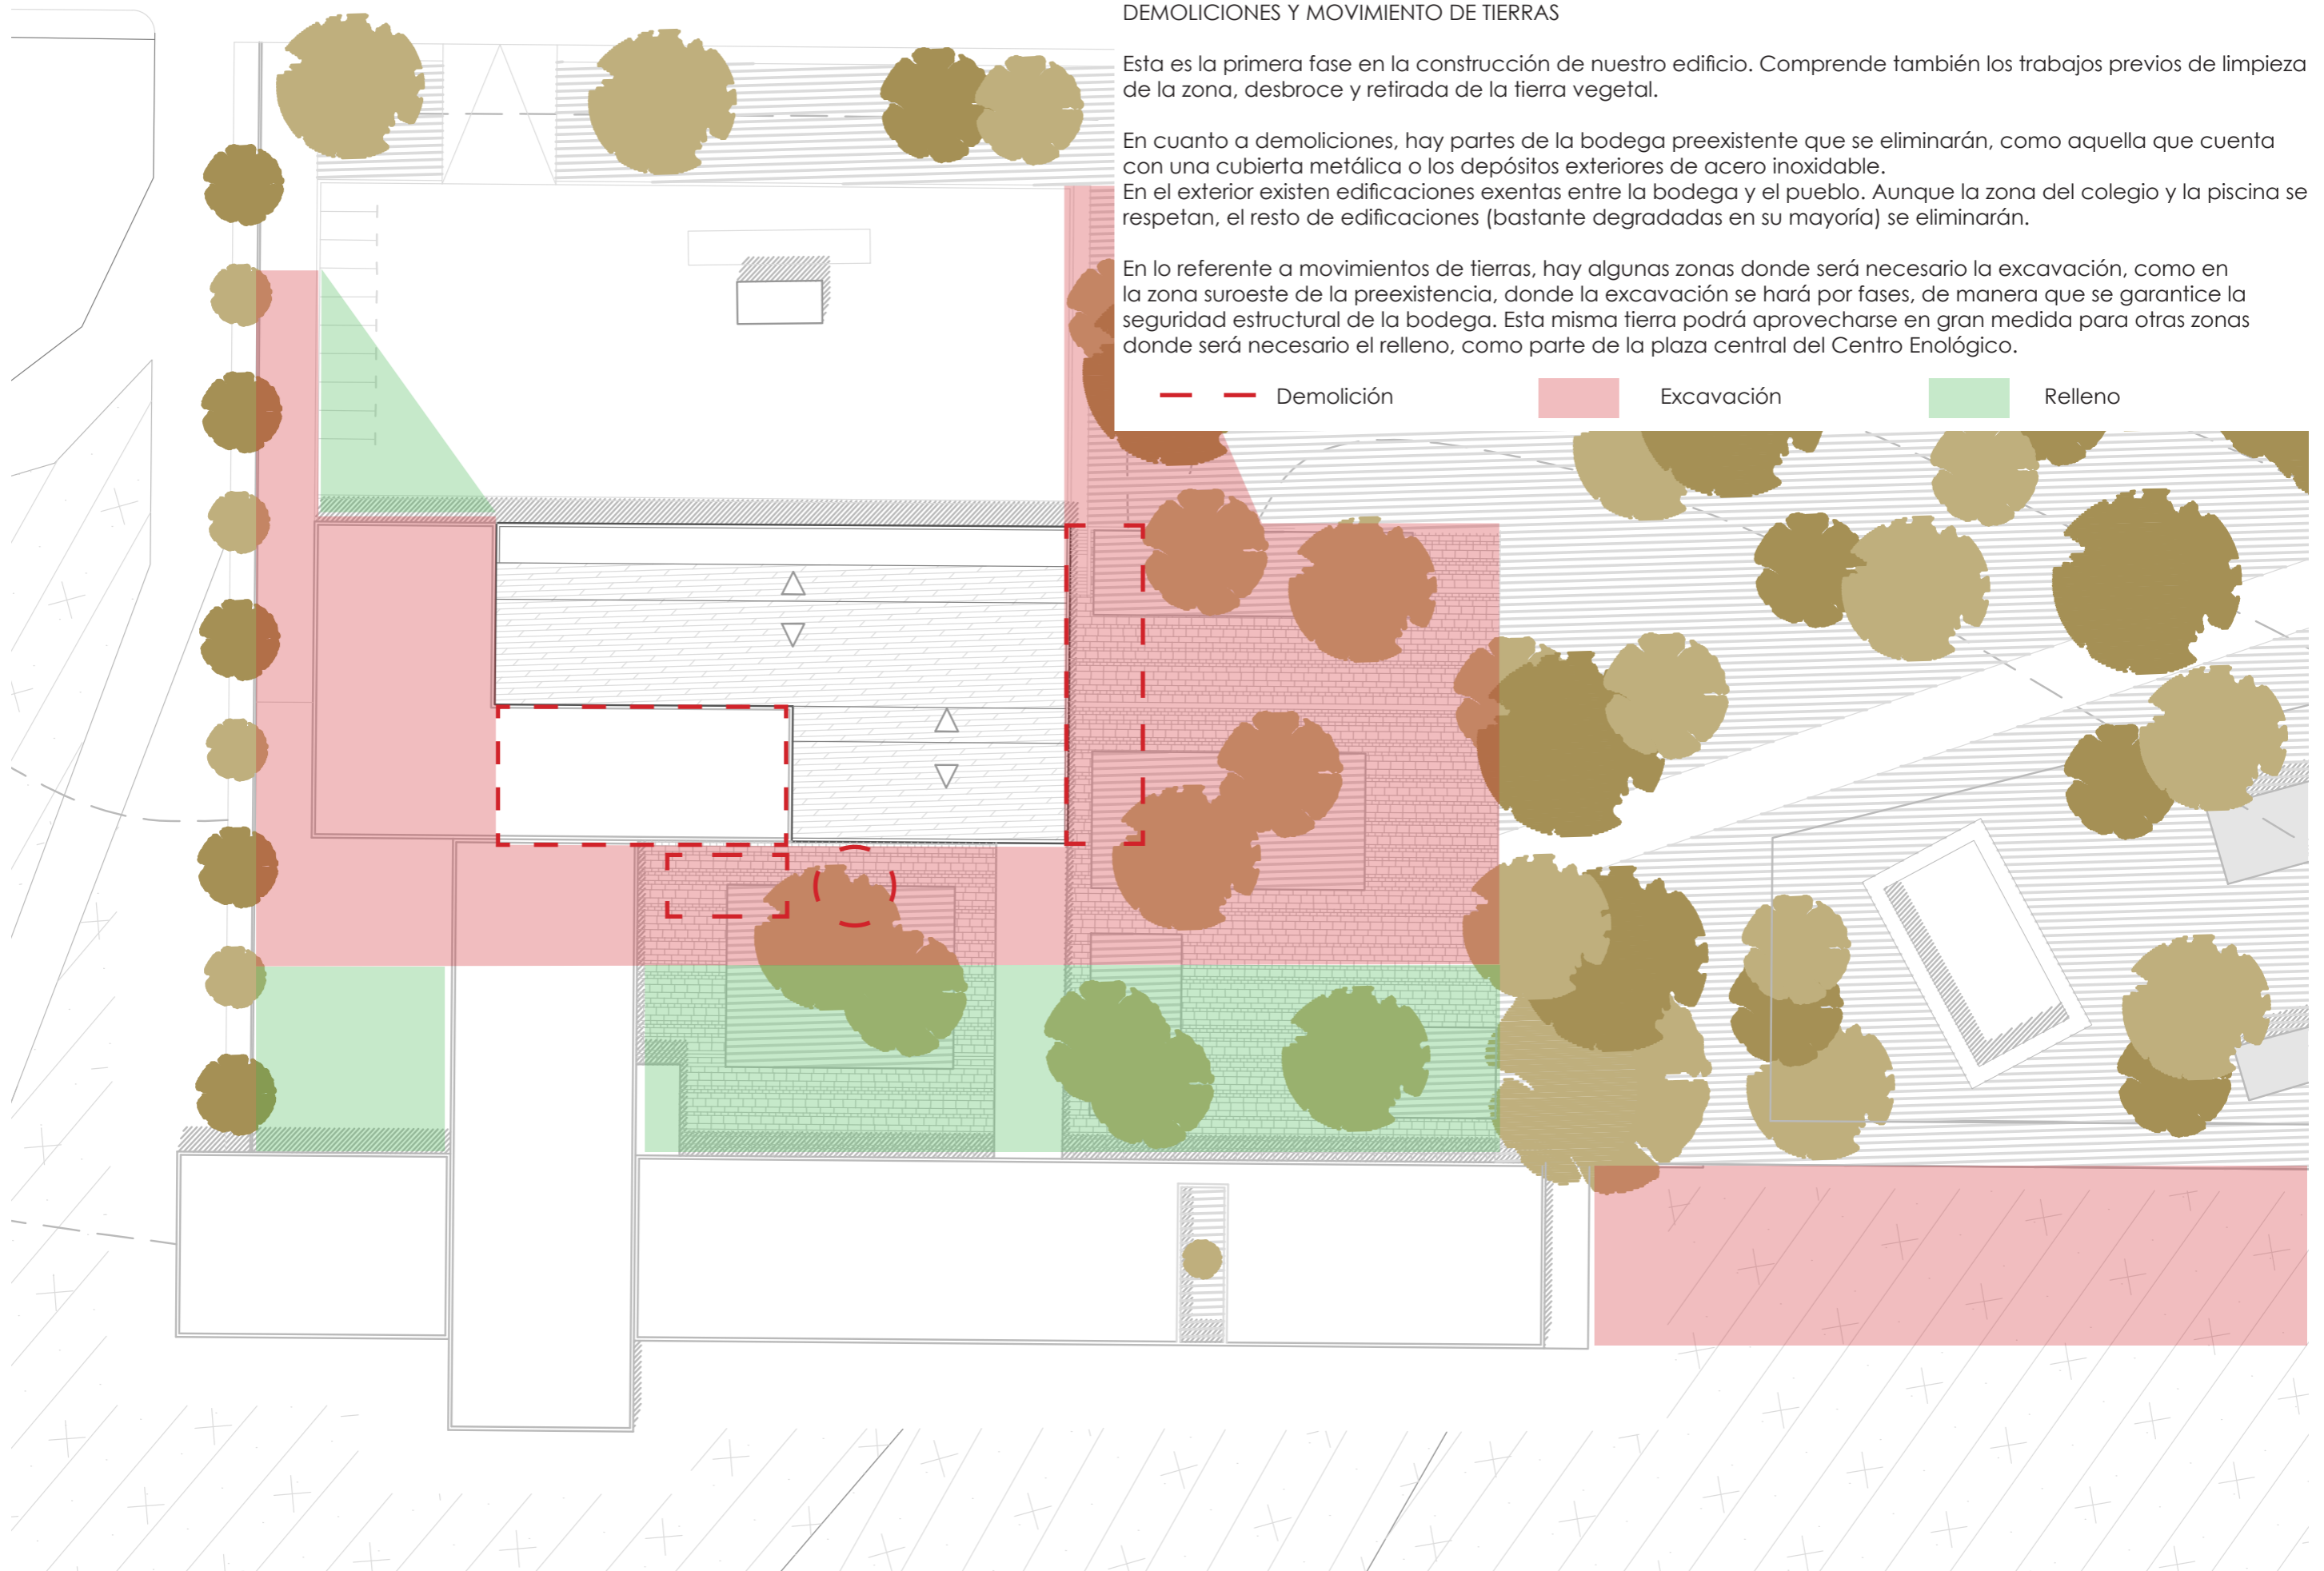 DEMOLICIONES Y MOVIMIENTO DE TIERRAS
Esta es la primera fase en la construcción de nuestro edificio. Comprende también los trabajos previos de limpieza
de la zona, desbroce y retirada de la tierra vegetal.
En cuanto a demoliciones, hay partes de la bodega preexistente que se eliminarán, como aquella que cuenta
con una cubierta metálica o los depósitos exteriores de acero inoxidable.
En el exterior existen edificaciones exentas entre la bodega y el pueblo. Aunque la zona del colegio y la piscina se
respetan, el resto de edificaciones (bastante degradadas en su mayoría) se eliminarán.
En lo referente a movimientos de tierras, hay algunas zonas donde será necesario la excavación, como en
la zona suroeste de la preexistencia, donde la excavación se hará por fases, de manera que se garantice la
seguridad estructural de la bodega. Esta misma tierra podrá aprovecharse en gran medida para otras zonas
donde será necesario el relleno, como parte de la plaza central del Centro Enológico.
Demolición Excavación Relleno